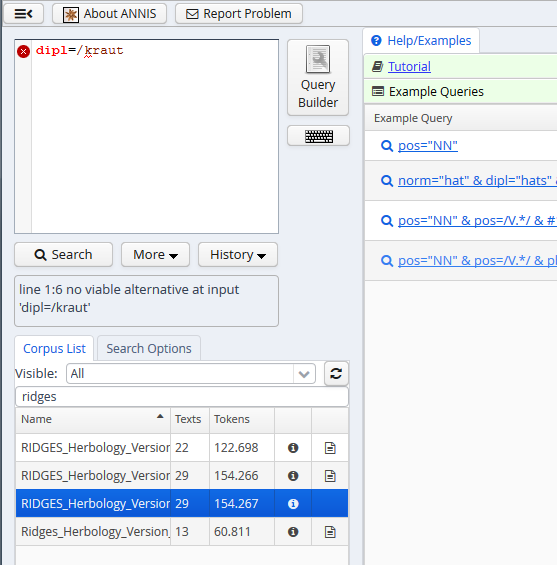 About ANNIS
Report Problem
dipl=/kraut
Query
Builder
Search
More
History
line 1:6 no viable alternative at input
'dipl=/kraut'
Corpus List
Search Options
Visible:
All
ridges
Name
Texts
Tokens
RIDGES_Herbology_Version
22
122.698
RIDGES_Herbology_Version
29
154.266
RIDGES_Herbology_Version
29
154.267
Ridges_Herbology_Version_
13
60.811
Help/Examples
Tutorial
Example Queries
Example Query
pos="NN"
norm="hat" & dipl="hats" &
pos="NN" & pos=/V.*/ & #
pos="NN" & pos=/V.*/ & pl